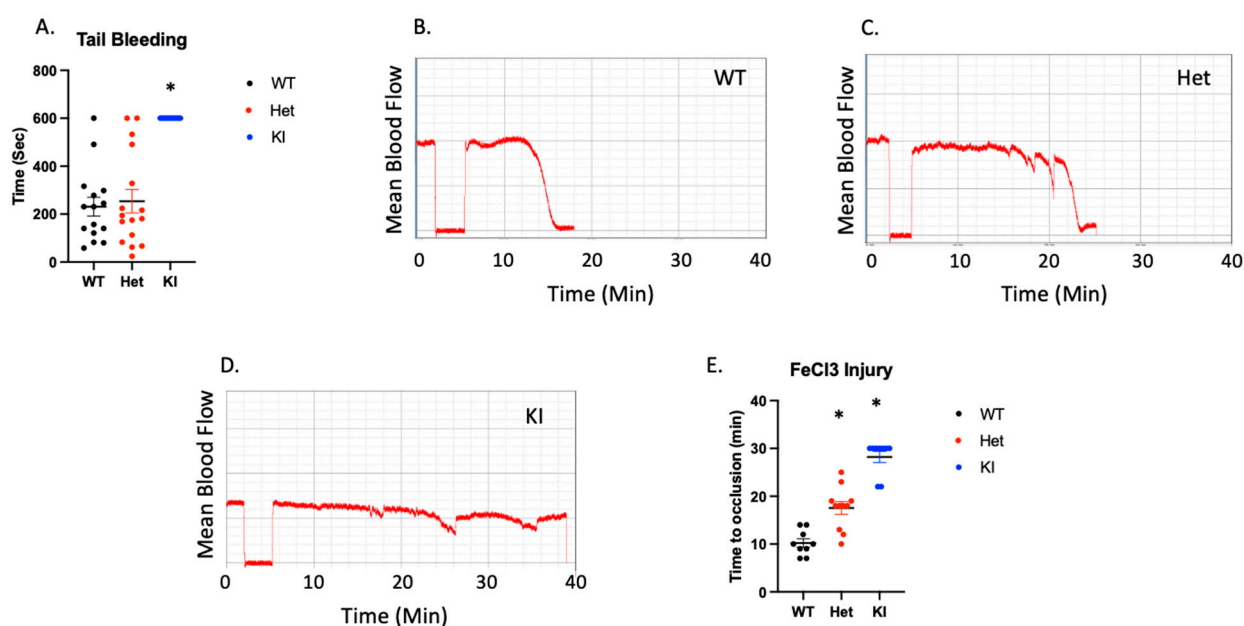 A.
Tail Bleeding
Time (Sec)
800
600
400
200
0
*
WT Het KI
WT
Het
KI
B.
Mean Blood Flow
WT
0 10 20 30 40
Time (Min)
C.
Mean Blood Flow
Het
0 10 20 30 40
Time (Min)
D.
Mean Blood Flow
KI
0 10 20 30 40
Time (Min)
E.
FeCl3 Injury
Time to occlusion (min)
40
30
20
10
0
* *
WT Het KI
WT
Het
KI